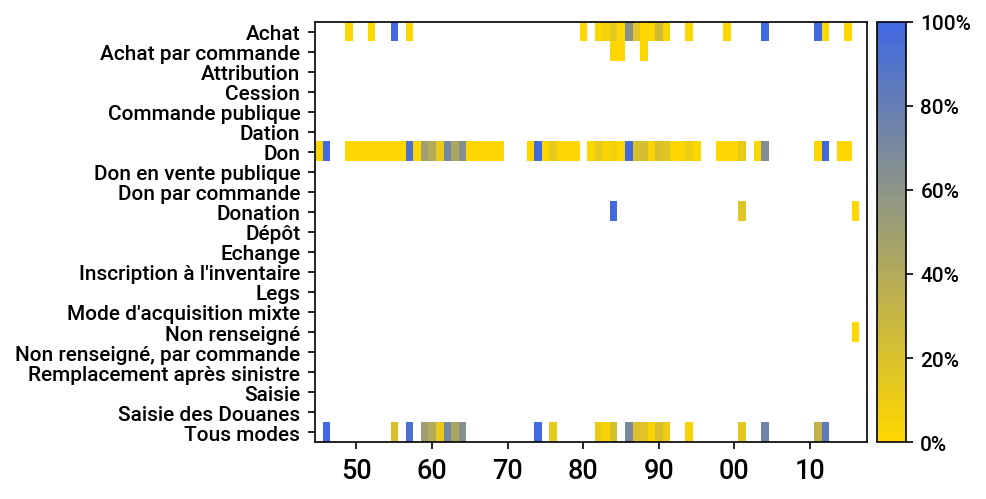 Achat
Achat par commande
Attribution
Cession
Commande publique
Dation
Don
Don en vente publique
Don par commande
Donation
Dépôt
Echange
Inscription à l'inventaire
Legs
Mode d'acquisition mixte
Non renseigné
Non renseigné, par commande
Remplacement après sinistre
Saisie
Saisie des Douanes
Tous modes
50 60 70 80 90 00 10
100%
80%
60%
40%
20%
0%